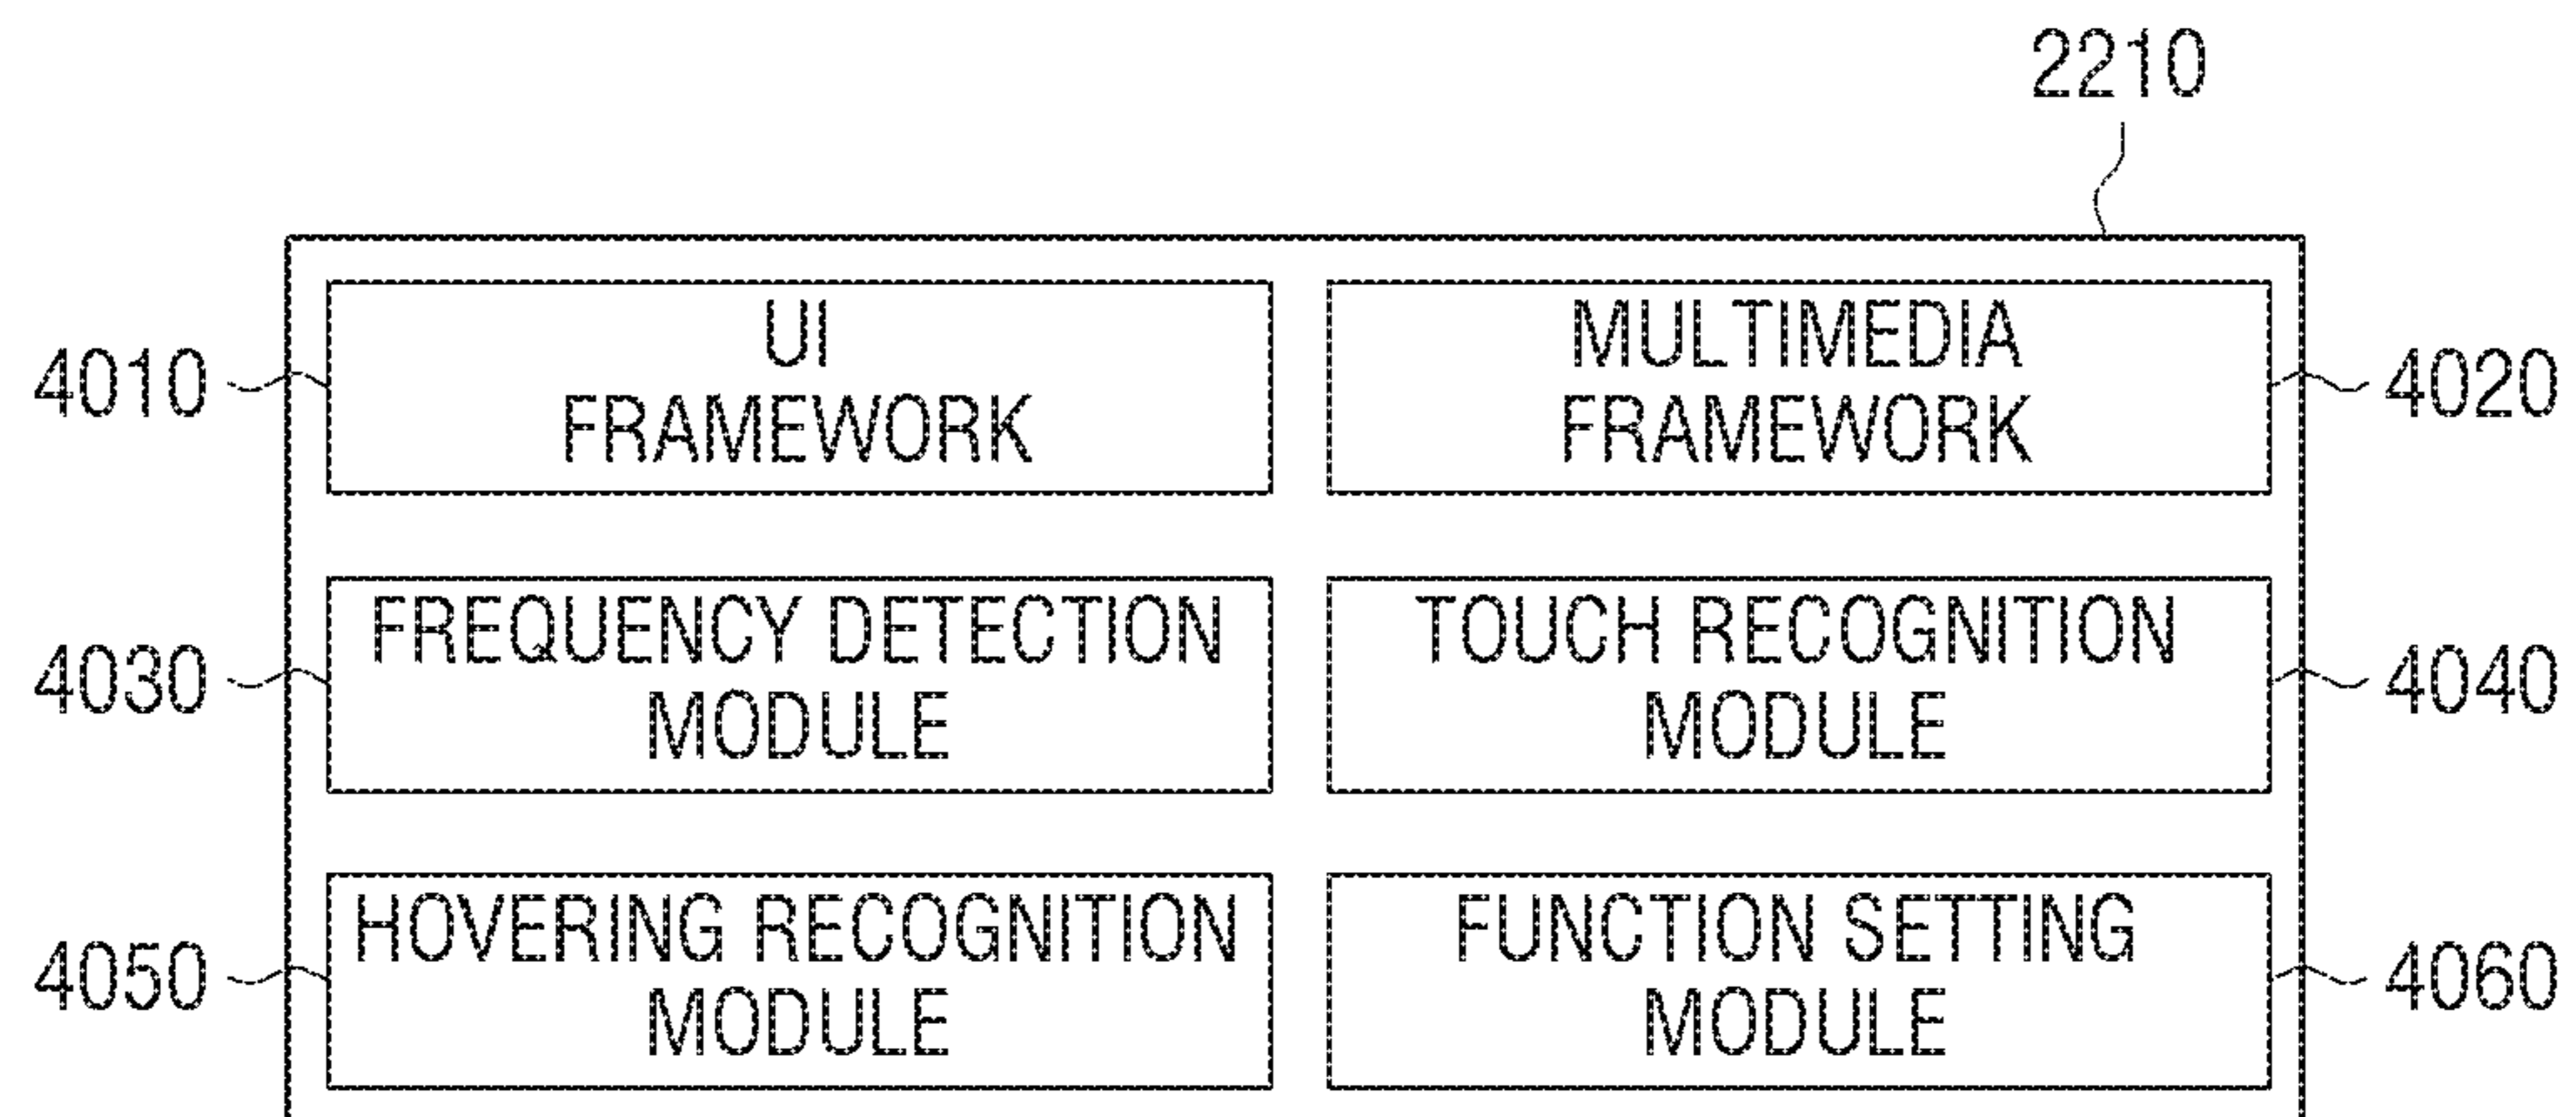 2210
UI
FRAMEWORK
4010
MULTIMEDIA
FRAMEWORK
4020
FREQUENCY DETECTION
MODULE
4030
TOUCH RECOGNITION
MODULE
4040
HOVERING RECOGNITION
MODULE
4050
FUNCTION SETTING
MODULE
4060